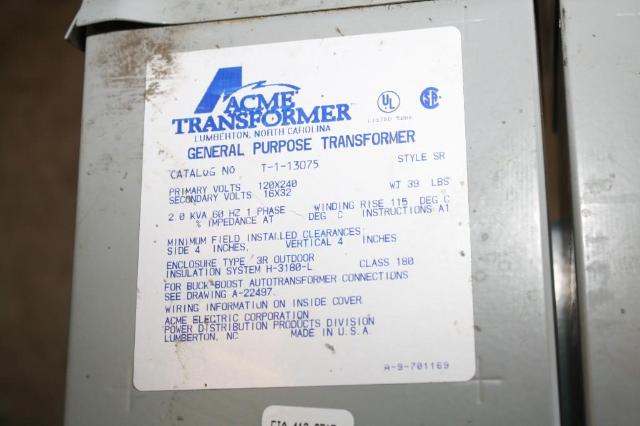 ACME
TRANSFORMER
LUMBERTON, NORTH CAROLINA
UL
LISTED
GENERAL PURPOSE TRANSFORMER
CATALOG NO T-1-13075 STYLE SR
PRIMARY VOLTS 120X240 WT 39 LBS
SECONDARY VOLTS 16X32
2.0 KVA 60 HZ 1 PHASE WINDING RISE 115 DEG C
% IMPEDANCE AT DEG C INSTRUCTIONS A1
MINIMUM FIELD INSTALLED CLEARANCES
SIDE 4 INCHES, VERTICAL 4 INCHES
ENCLOSURE TYPE 3R OUTDOOR
INSULATION SYSTEM H-3180-L CLASS 180
FOR BUCK-BOOST AUTOTRANSFORMER CONNECTIONS
SEE DRAWING A-22497.
WIRING INFORMATION ON INSIDE COVER
ACME ELECTRIC CORPORATION
POWER DISTRIBUTION PRODUCTS DIVISION
LUMBERTON, NC MADE IN U.S.A.
A-9-701169